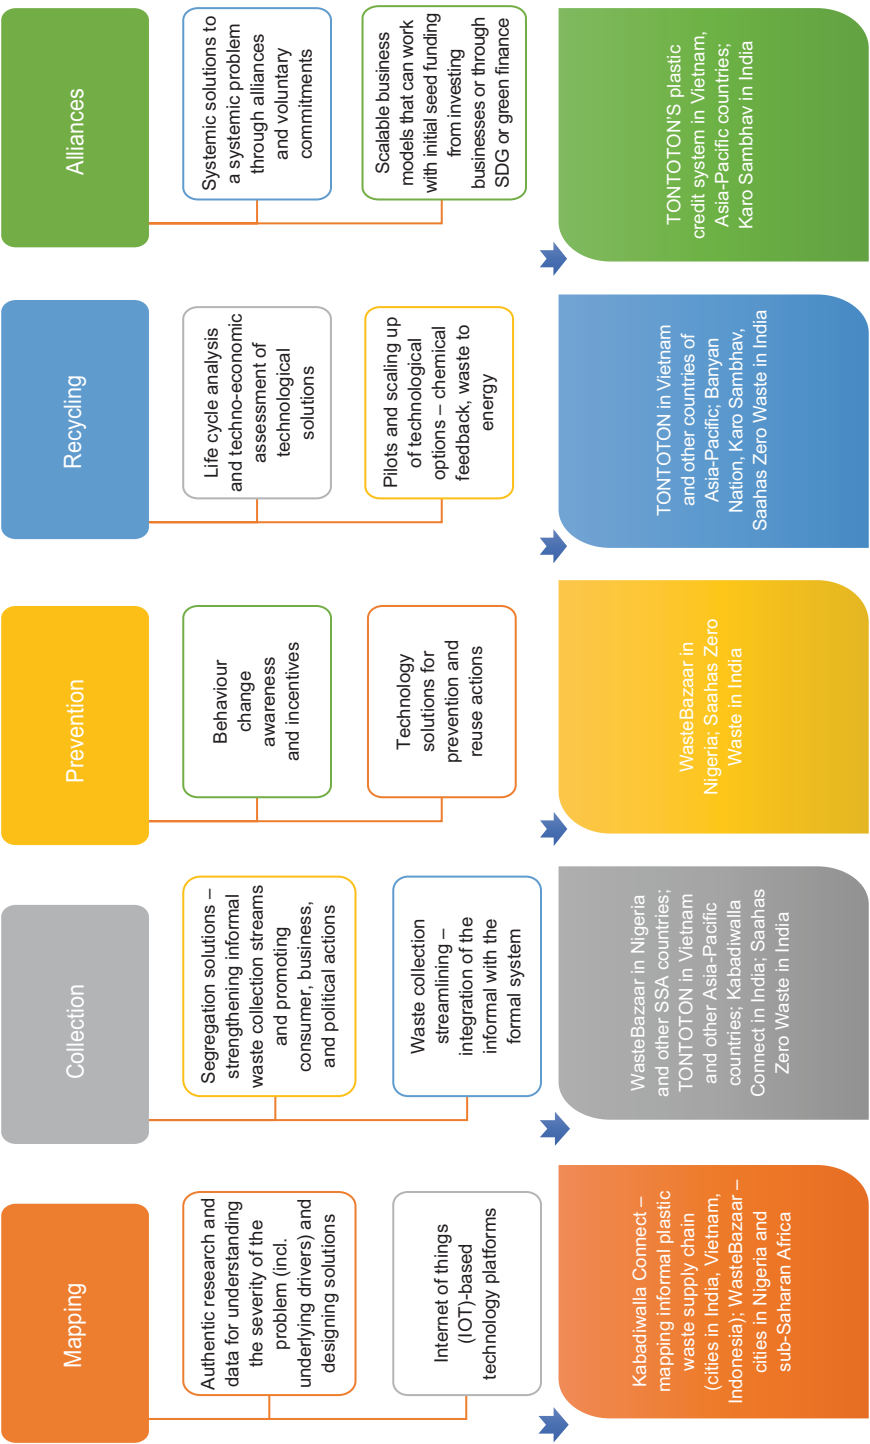 Mapping
Authentic research and
data for understanding
the severity of the
problem (incl.
underlying drivers) and
designing solutions
Internet of things
(IOT)-based
technology platforms
Kabadiwalla Connect –
mapping informal plastic
waste supply chain
(cities in India, Vietnam,
Indonesia); WasteBazaar –
cities in Nigeria and
sub-Saharan Africa
Collection
Segregation solutions –
strengthening informal
waste collection streams
and promoting
consumer, business,
and political actions
Waste collection
streamlining –
integration of the
informal with the
formal system
WasteBazaar in Nigeria
and other SSA countries;
TONTOTON in Vietnam
and other Asia-Pacific
countries; Kabadiwalla
Connect in India; Saahas
Zero Waste in India
Prevention
Behaviour
change
awareness
and incentives
Technology
solutions for
prevention and
reuse actions
WasteBazaar in
Nigeria; Saahas Zero
Waste in India
Recycling
Life cycle analysis
and techno-economic
assessment of
technological
solutions
Pilots and scaling up
of technological
options – chemical
feedback, waste to
energy
TONTOTON in Vietnam
and other countries of
Asia-Pacific; Banyan
Nation, Karo Sambhav,
Saahas Zero Waste in India
Alliances
Systemic solutions to
a systemic problem
through alliances
and voluntary
commitments
Scalable business
models that can work
with initial seed funding
from investing
businesses or through
SDG or green finance
TONTOTON'S plastic
credit system in Vietnam,
Asia-Pacific countries;
Karo Sambhav in India